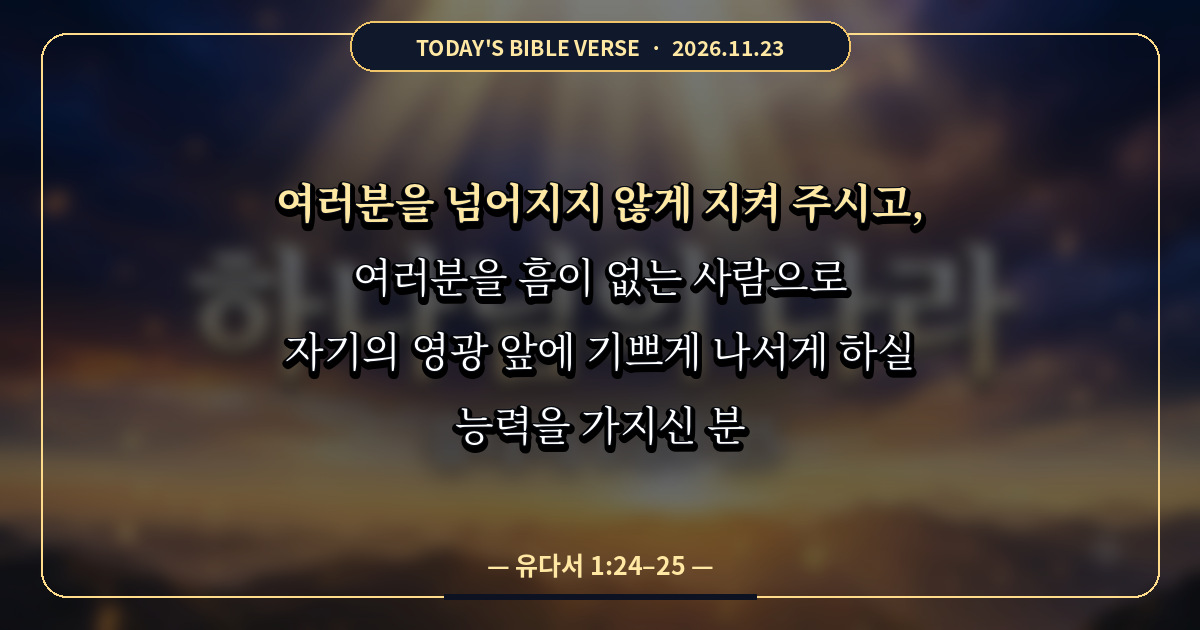 TODAY'S BIBLE VERSE · 2026.11.23
여러분을 넘어지지 않게 지켜 주시고,
여러분을 흠이 없는 사람으로
자기의 영광 앞에 기쁘게 나서게 하실
능력을 가지신 분
— 유다서 1:24–25 —